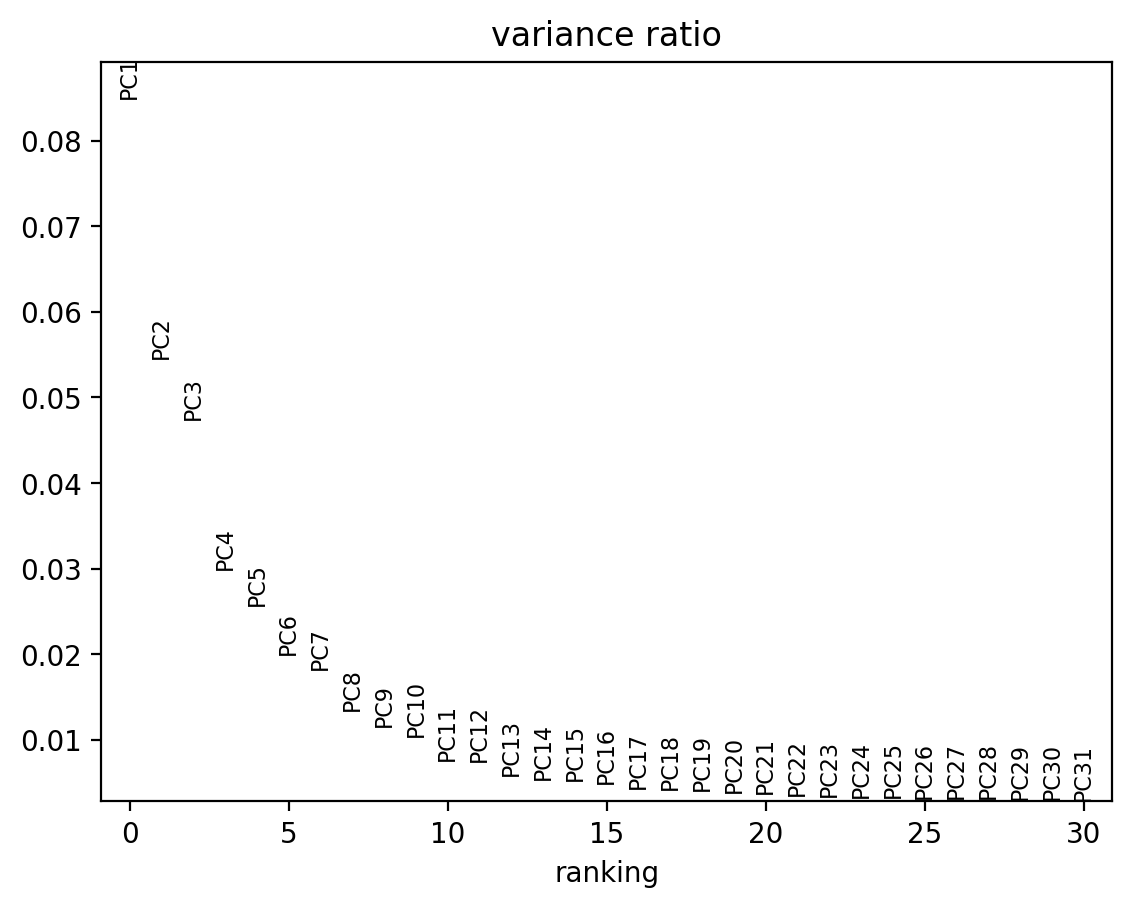 variance ratio
0.08
0.07
0.06
0.05
0.04
0.03
0.02
0.01
PC1
PC2
PC3
PC4
PC5
PC6
PC7
PC8
PC9
PC10
PC11
PC12
PC13
PC14
PC15
PC16
PC17
PC18
PC19
PC20
PC21
PC22
PC23
PC24
PC25
PC26
PC27
PC28
PC29
PC30
PC31
0 5 10 15 20 25 30
ranking